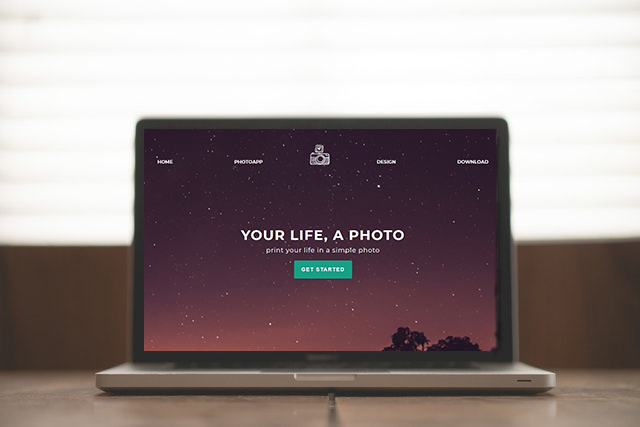 HOME PHOTOAPP DESIGN DOWNLOAD
YOUR LIFE, A PHOTO
print your life in a simple photo
GET STARTED